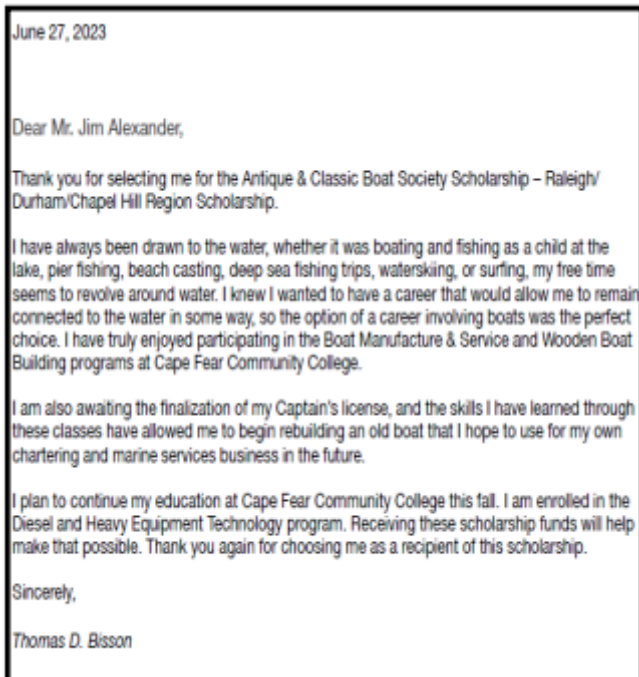 June 27, 2023
Dear Mr. Jim Alexander,
Thank you for selecting me for the Antique & Classic Boat Society Scholarship – Raleigh/
Durham/Chapel Hill Region Scholarship.
I have always been drawn to the water, whether it was boating and fishing as a child at the
lake, pier fishing, beach casting, deep sea fishing trips, waterskiing, or surfing, my free time
seems to revolve around water. I knew I wanted to have a career that would allow me to remain
connected to the water in some way, so the option of a career involving boats was the perfect
choice. I have truly enjoyed participating in the Boat Manufacture & Service and Wooden Boat
Building programs at Cape Fear Community College.
I am also awaiting the finalization of my Captain's license, and the skills I have learned through
these classes have allowed me to begin rebuilding an old boat that I hope to use for my own
chartering and marine services business in the future.
I plan to continue my education at Cape Fear Community College this fall. I am enrolled in the
Diesel and Heavy Equipment Technology program. Receiving these scholarship funds will help
make that possible. Thank you again for choosing me as a recipient of this scholarship.
Sincerely,
Thomas D. Bisson